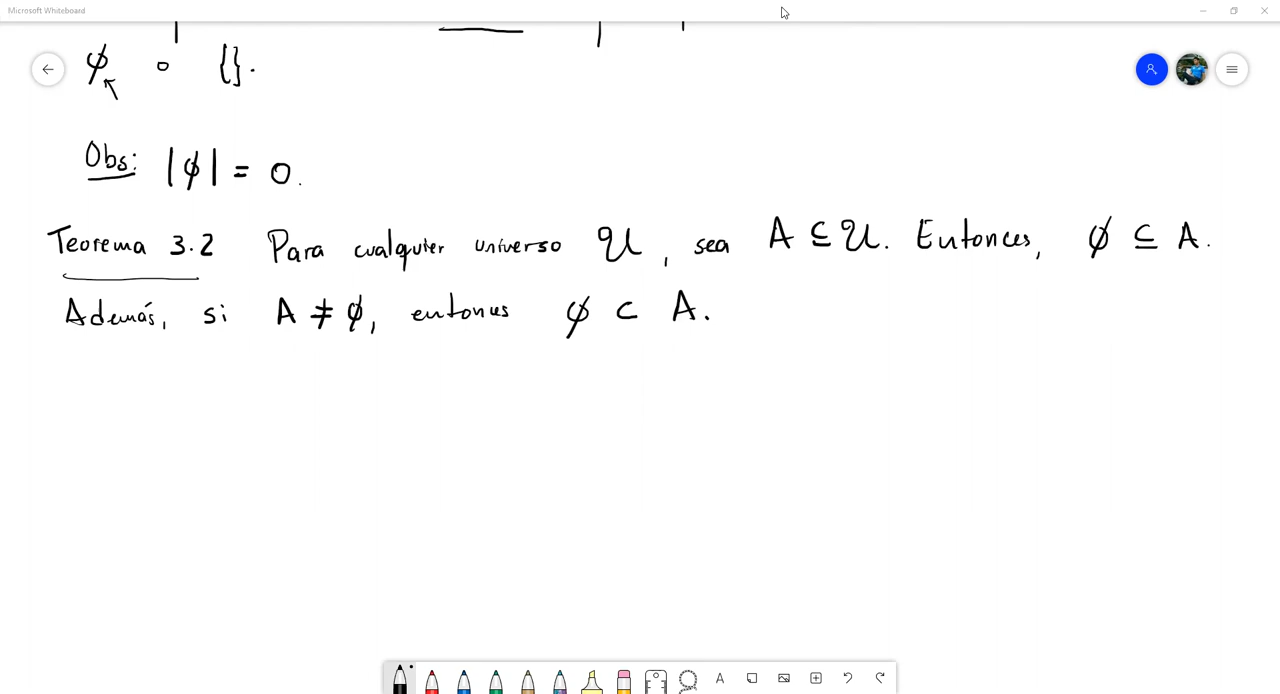 Microsoft Whiteboard
∅ o {}.
Obs: |∅| = 0.
Teorema 3.2 Para cualquier universo 𝒰, sea A ⊆ 𝒰. Entonces, ∅ ⊆ A.
Además, si A ≠ ∅, entonces ∅ ⊂ A.
A